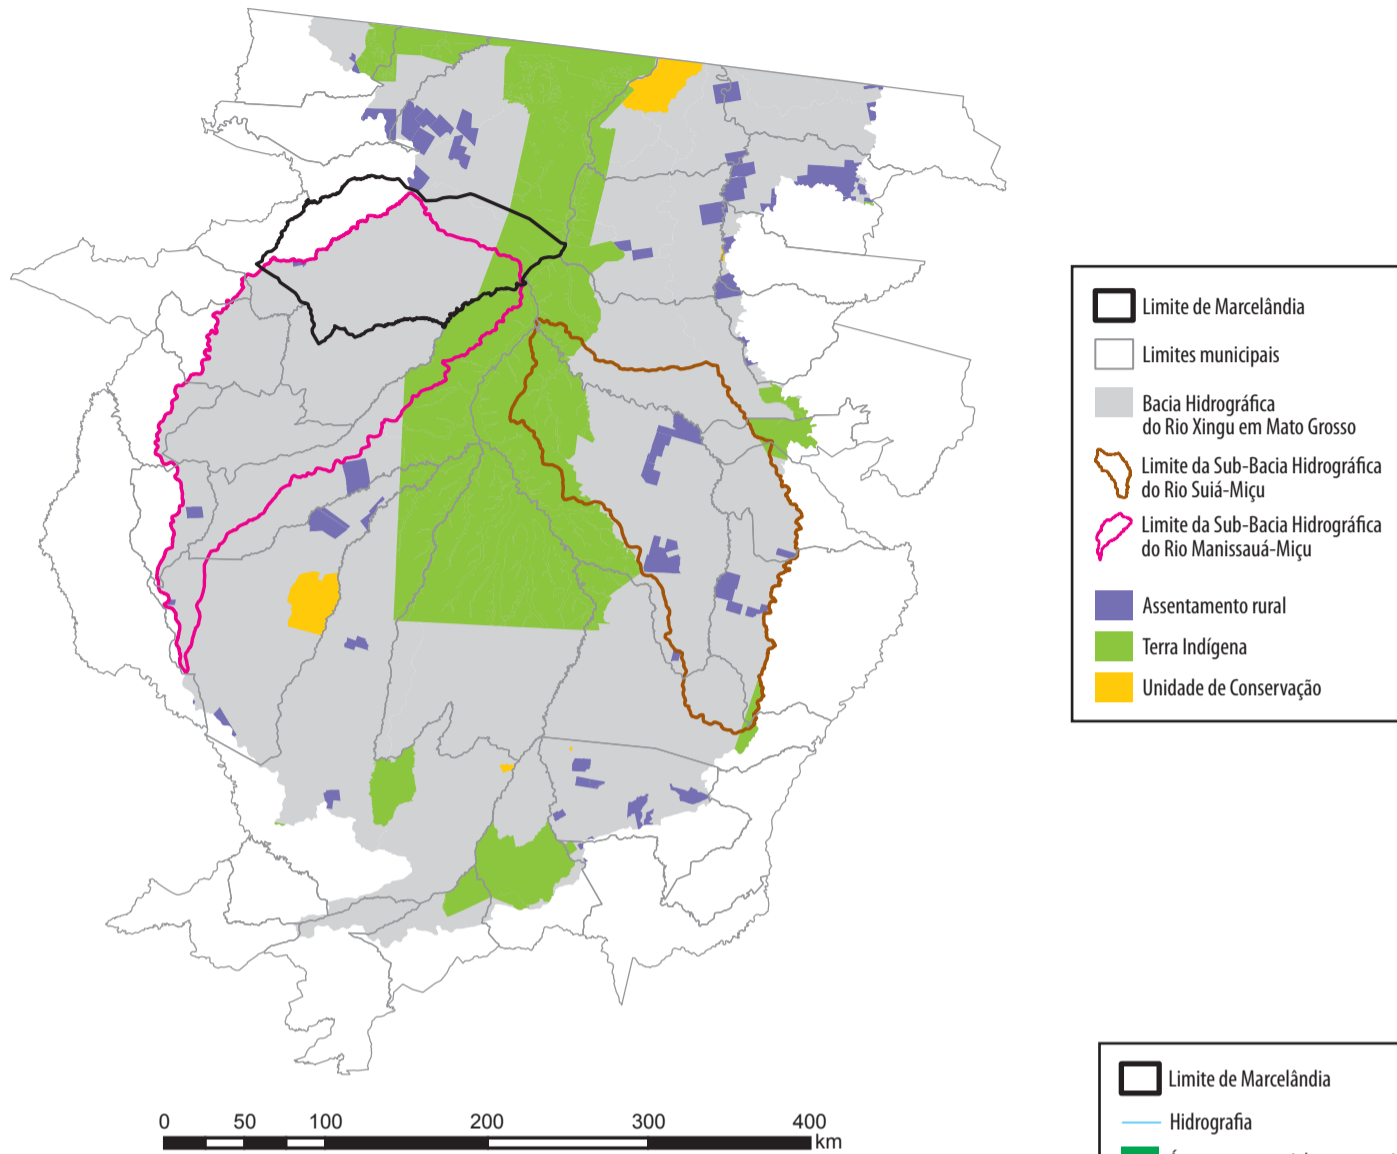 Limite de Marcelândia
Limites municipais
Bacia Hidrográfica
do Rio Xingu em Mato Grosso
Limite da Sub-Bacia Hidrográfica
do Rio Suiá-Miçu
Limite da Sub-Bacia Hidrográfica
do Rio Manissauá-Miçu
Assentamento rural
Terra Indígena
Unidade de Conservação
Limite de Marcelândia
Hidrografia
0 50 100 200 300 400
km